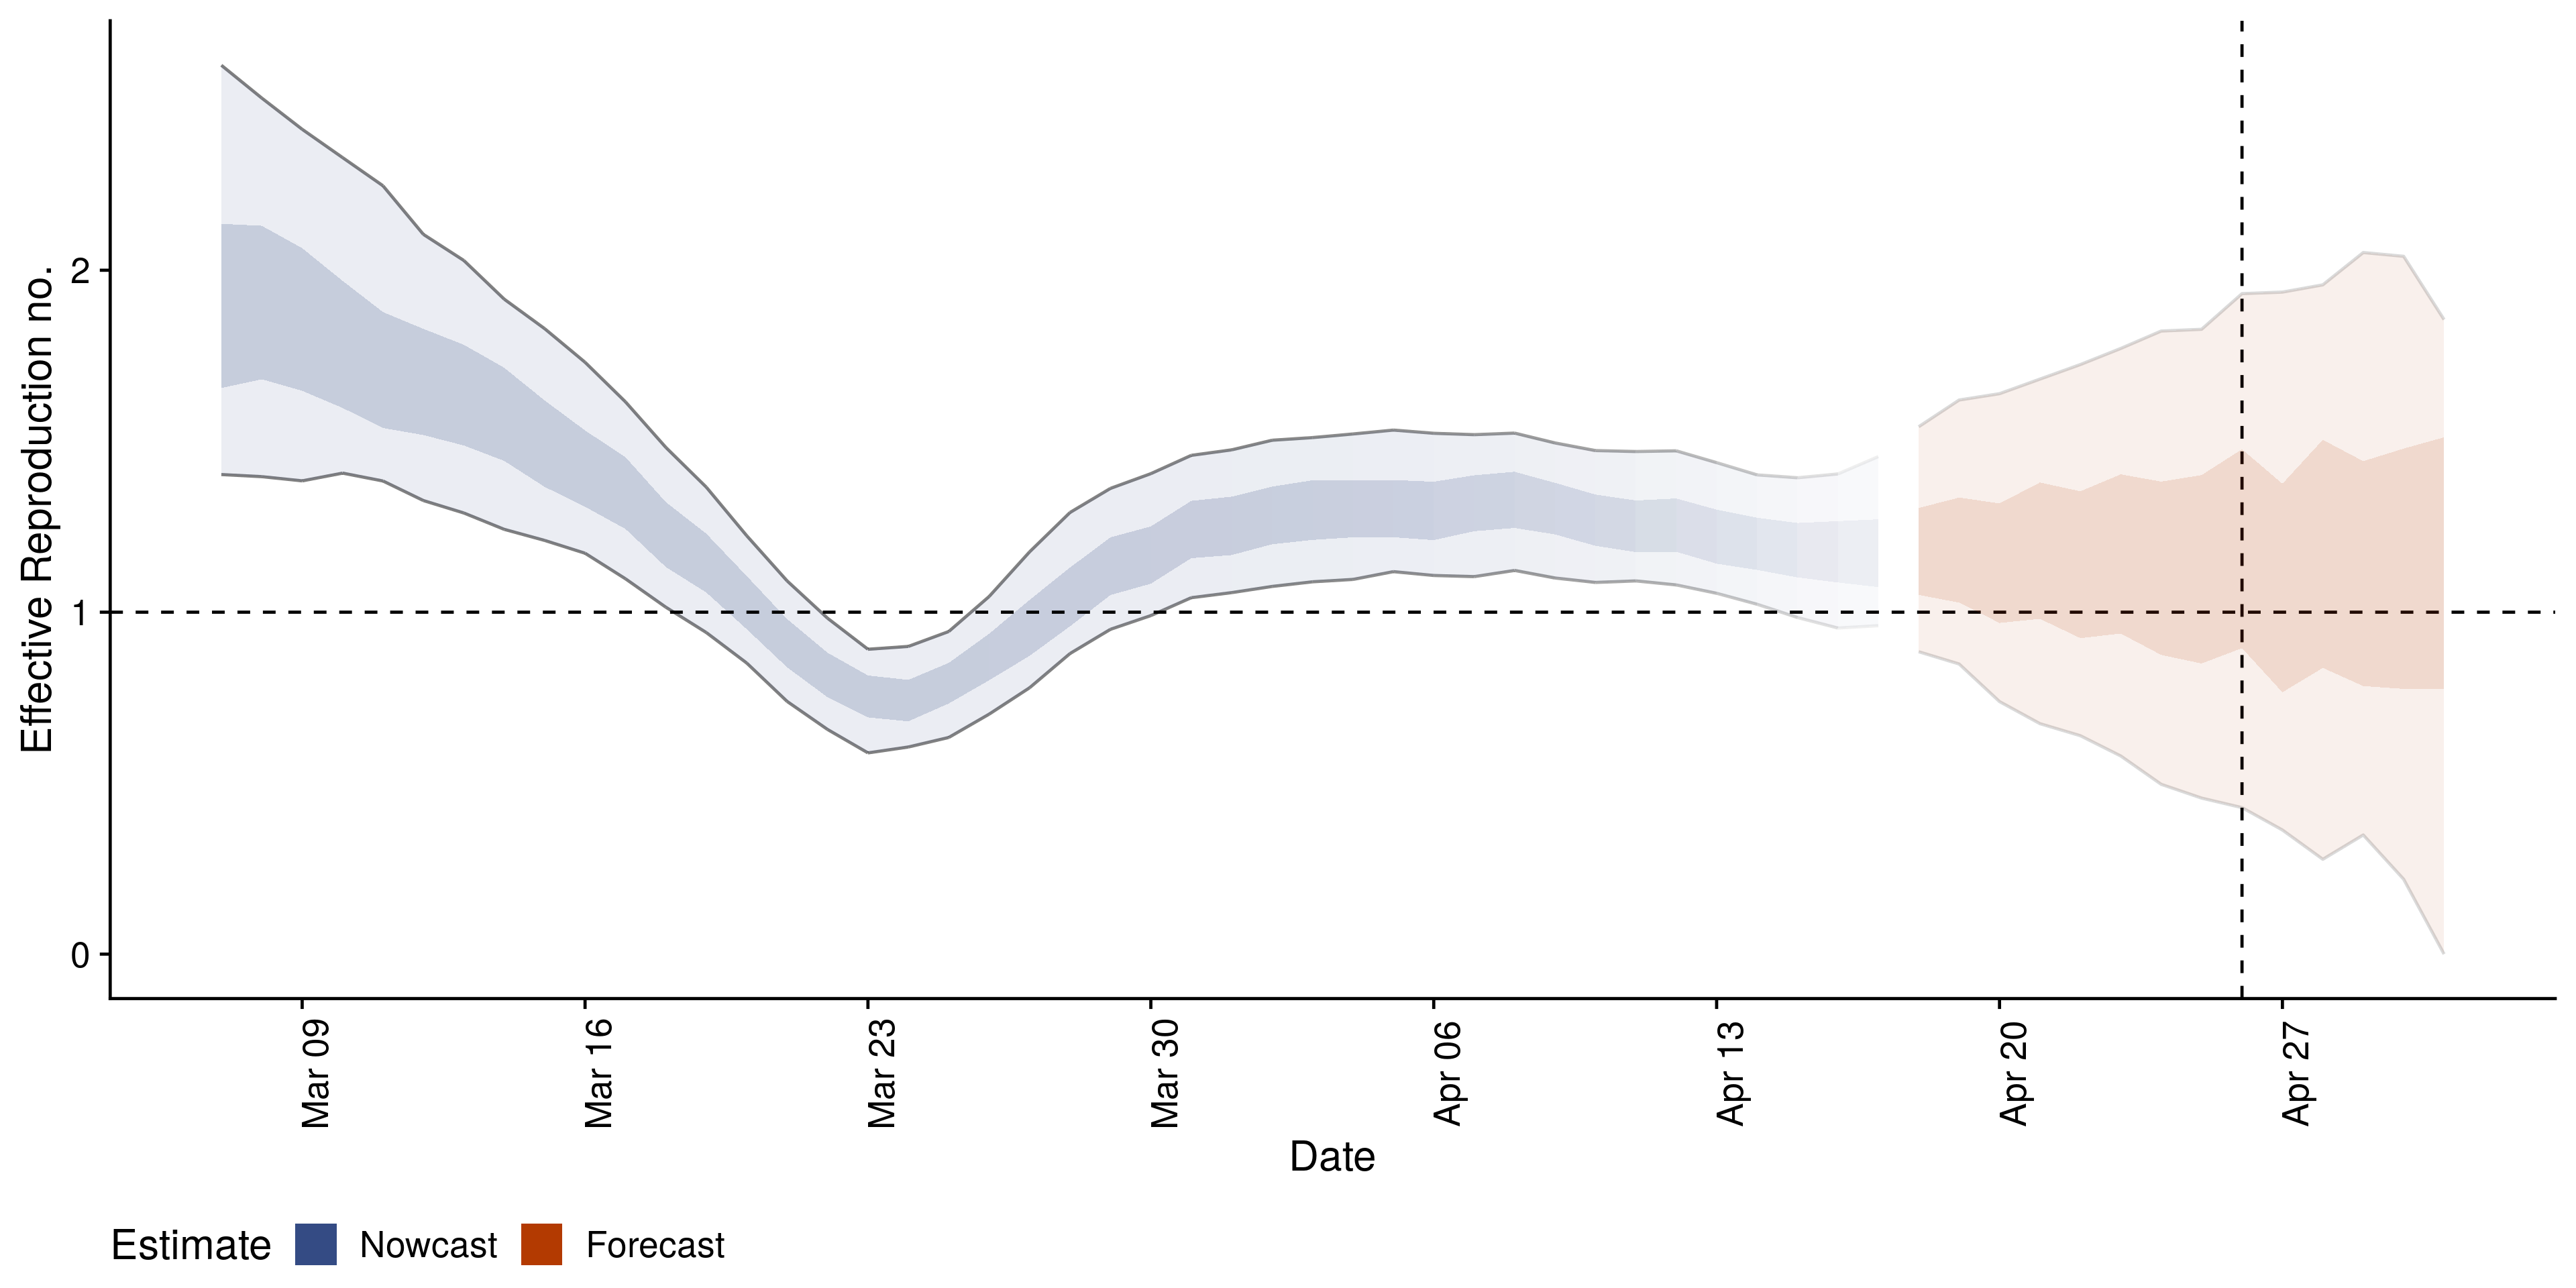 Effective Reproduction no.
2
1
0
Mar 09
Mar 16
Mar 23
Mar 30
Apr 06
Apr 13
Apr 20
Apr 27
Date
Estimate Nowcast Forecast